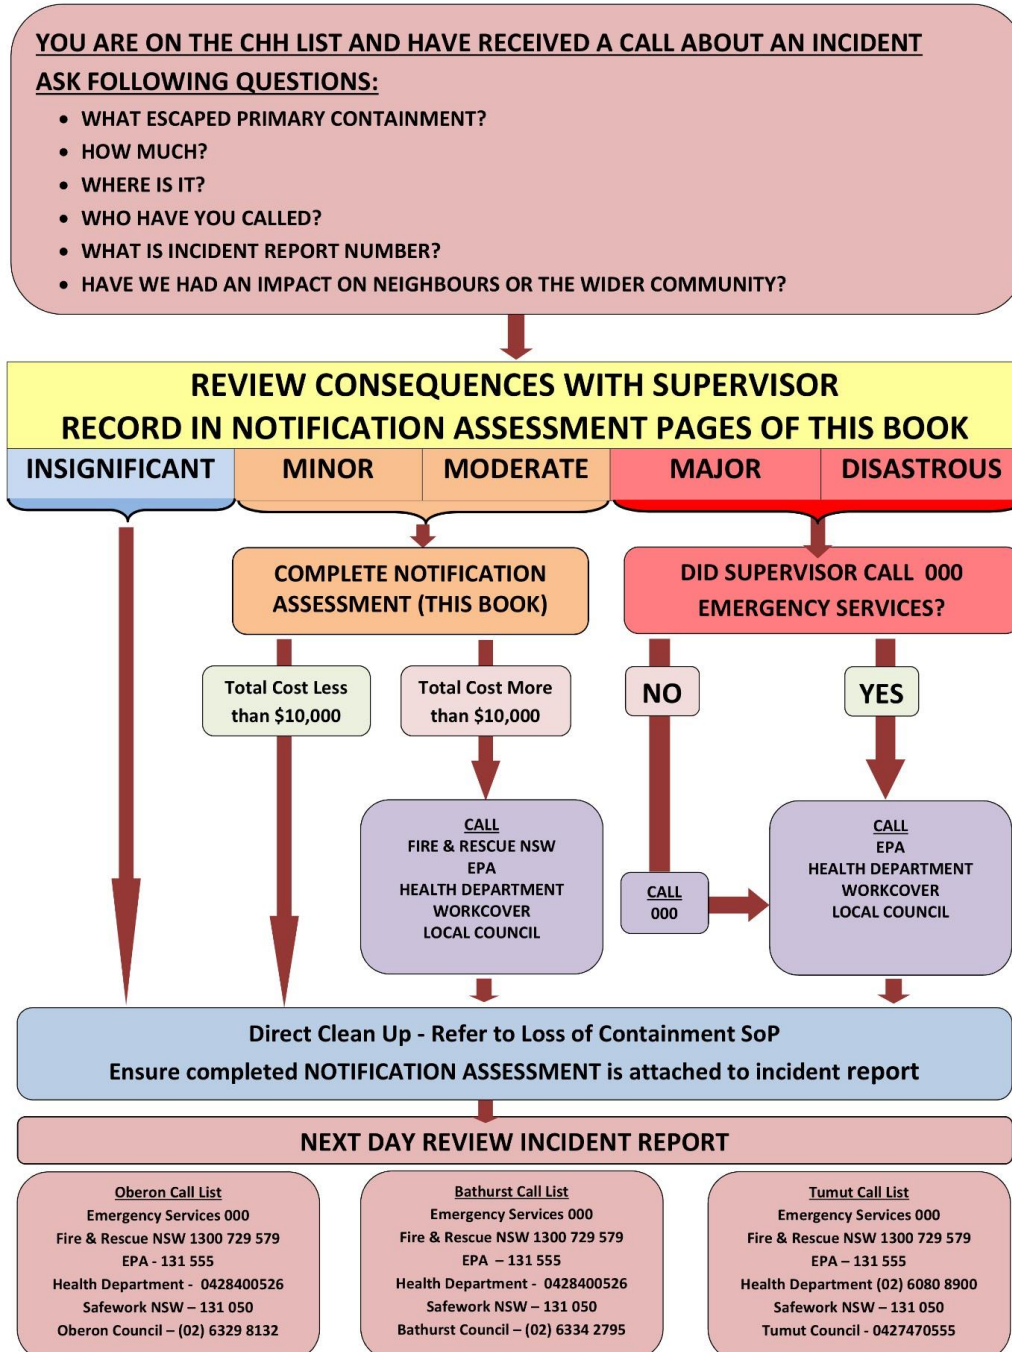 YOU ARE ON THE CHH LIST AND HAVE RECEIVED A CALL ABOUT AN INCIDENT
ASK FOLLOWING QUESTIONS:
• WHAT ESCAPED PRIMARY CONTAINMENT?
• HOW MUCH?
• WHERE IS IT?
• WHO HAVE YOU CALLED?
• WHAT IS INCIDENT REPORT NUMBER?
• HAVE WE HAD AN IMPACT ON NEIGHBOURS OR THE WIDER COMMUNITY?
REVIEW CONSEQUENCES WITH SUPERVISOR
RECORD IN NOTIFICATION ASSESSMENT PAGES OF THIS BOOK
INSIGNIFICANT
MINOR
MODERATE
MAJOR
DISASTROUS
COMPLETE NOTIFICATION
ASSESSMENT (THIS BOOK)
DID SUPERVISOR CALL 000
EMERGENCY SERVICES?
Total Cost Less
than $10,000
Total Cost More
than $10,000
NO
YES
CALL
FIRE & RESCUE NSW
EPA
HEALTH DEPARTMENT
WORKCOVER
LOCAL COUNCIL
CALL
000
CALL
EPA
HEALTH DEPARTMENT
WORKCOVER
LOCAL COUNCIL
Direct Clean Up - Refer to Loss of Containment SoP
Ensure completed NOTIFICATION ASSESSMENT is attached to incident report
NEXT DAY REVIEW INCIDENT REPORT
Oberon Call List
Emergency Services 000
Fire & Rescue NSW 1300 729 579
EPA - 131 555
Health Department - 0428400526
Safework NSW – 131 050
Oberon Council – (02) 6329 8132
Bathurst Call List
Emergency Services 000
Fire & Rescue NSW 1300 729 579
EPA – 131 555
Health Department - 0428400526
Safework NSW – 131 050
Bathurst Council – (02) 6334 2795
Tumut Call List
Emergency Services 000
Fire & Rescue NSW 1300 729 579
EPA – 131 555
Health Department (02) 6080 8900
Safework NSW – 131 050
Tumut Council - 0427470555